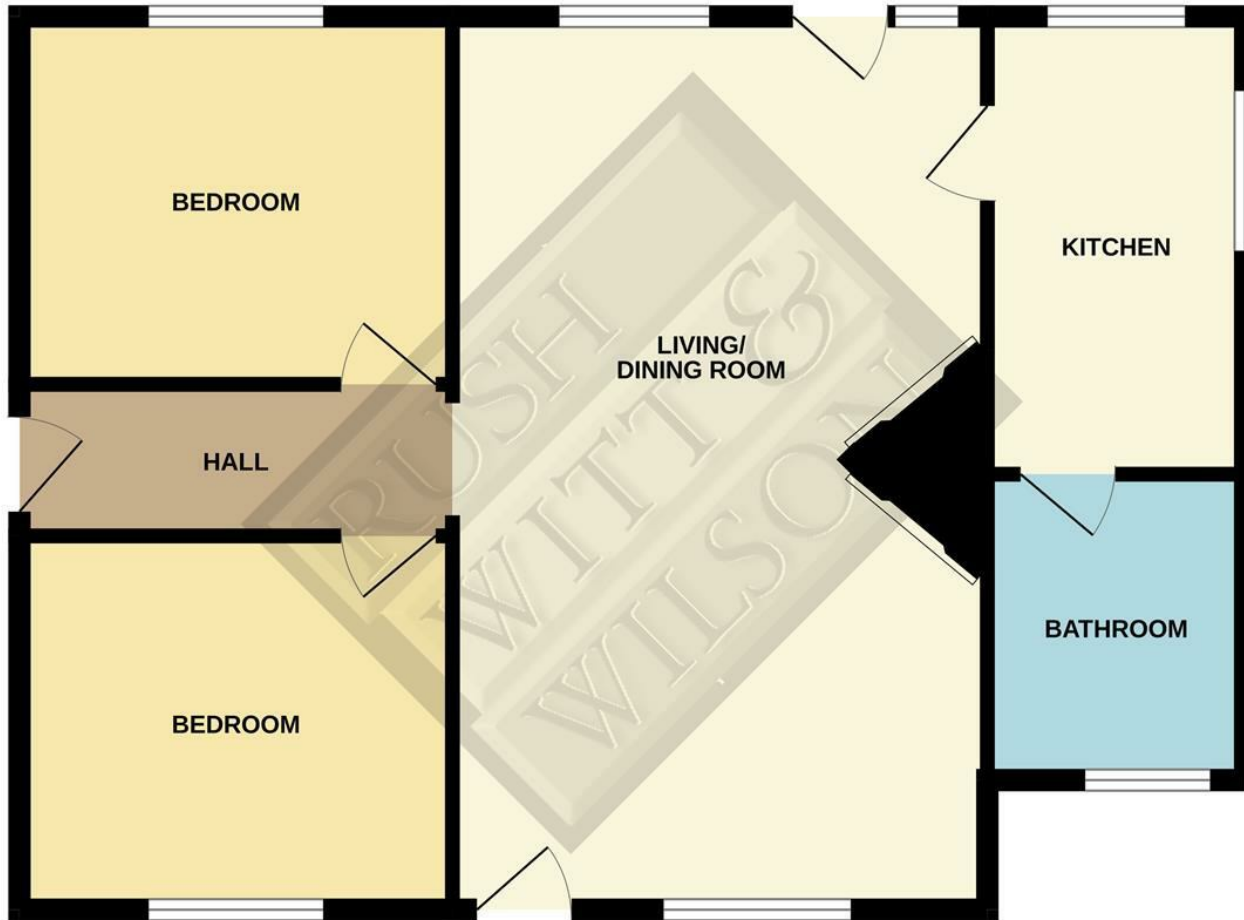 BEDROOM
LIVING/
DINING ROOM
KITCHEN
HALL
BEDROOM
BATHROOM
RUSH
WITT &
WILSON